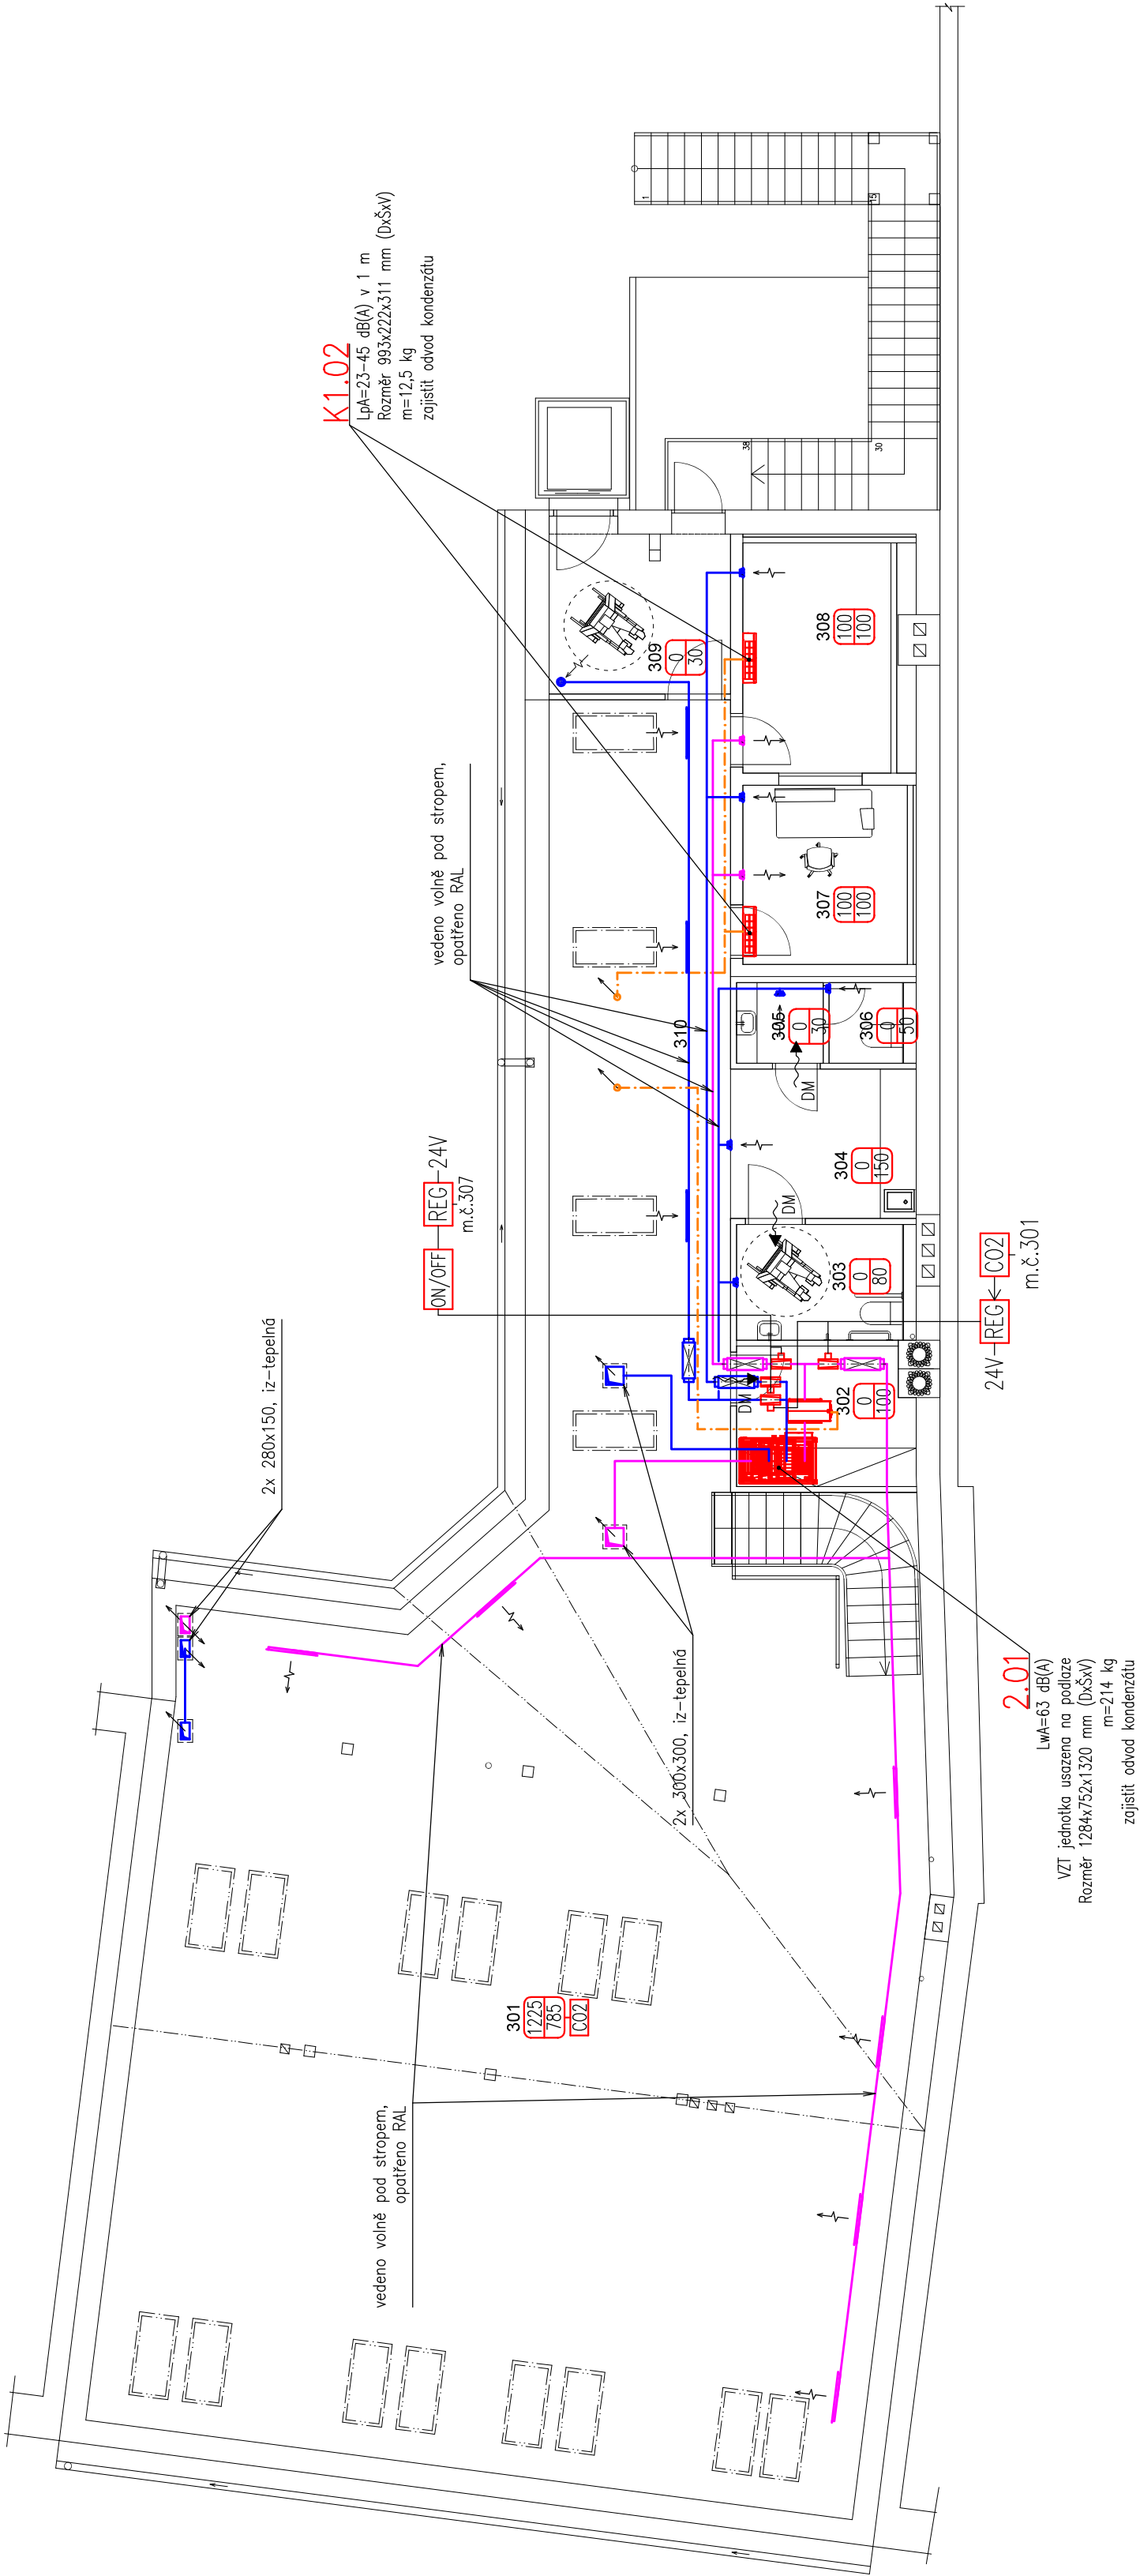 K1.02
LpA=23-45 dB(A) v 1 m
Rozměr 993x222x311 mm (DxŠxV)
m=12,5 kg
zajistit odvod kondenzátu
1
15
38
30
308
100
100
309
0
30
vedeno volně pod stropem,
opatřeno RAL
307
100
100
310
305
0
30
306
0
50
DM
ON/OFF
REG
24V
m.č.307
304
0
150
DM
303
0
80
24V
REG
CO2
m.č.301
2x 280x150, iz-tepelná
DM
302
0
100
2x 300x300, iz-tepelná
2.01
LwA=63 dB(A)
VZT jednotka usazena na podlaze
Rozměr 1284x752x1320 mm (DxŠxV)
m=214 kg
zajistit odvod kondenzátu
301
1225
785
CO2
vedeno volně pod stropem,
opatřeno RAL